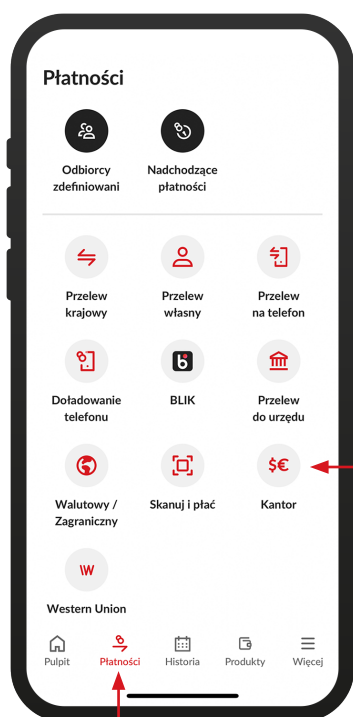 Płatności
Odbiorcy
zdefiniowani
Nadchodzące
płatności
Przelew
krajowy
Przelew
własny
Przelew
na telefon
Doładowanie
telefonu
BLIK
Przelew
do urzędu
$€
Walutowy /
Zagraniczny
Skanuj i płać
Kantor
Western Union
Pulpit
Płatności
Historia
Produkty
Więcej